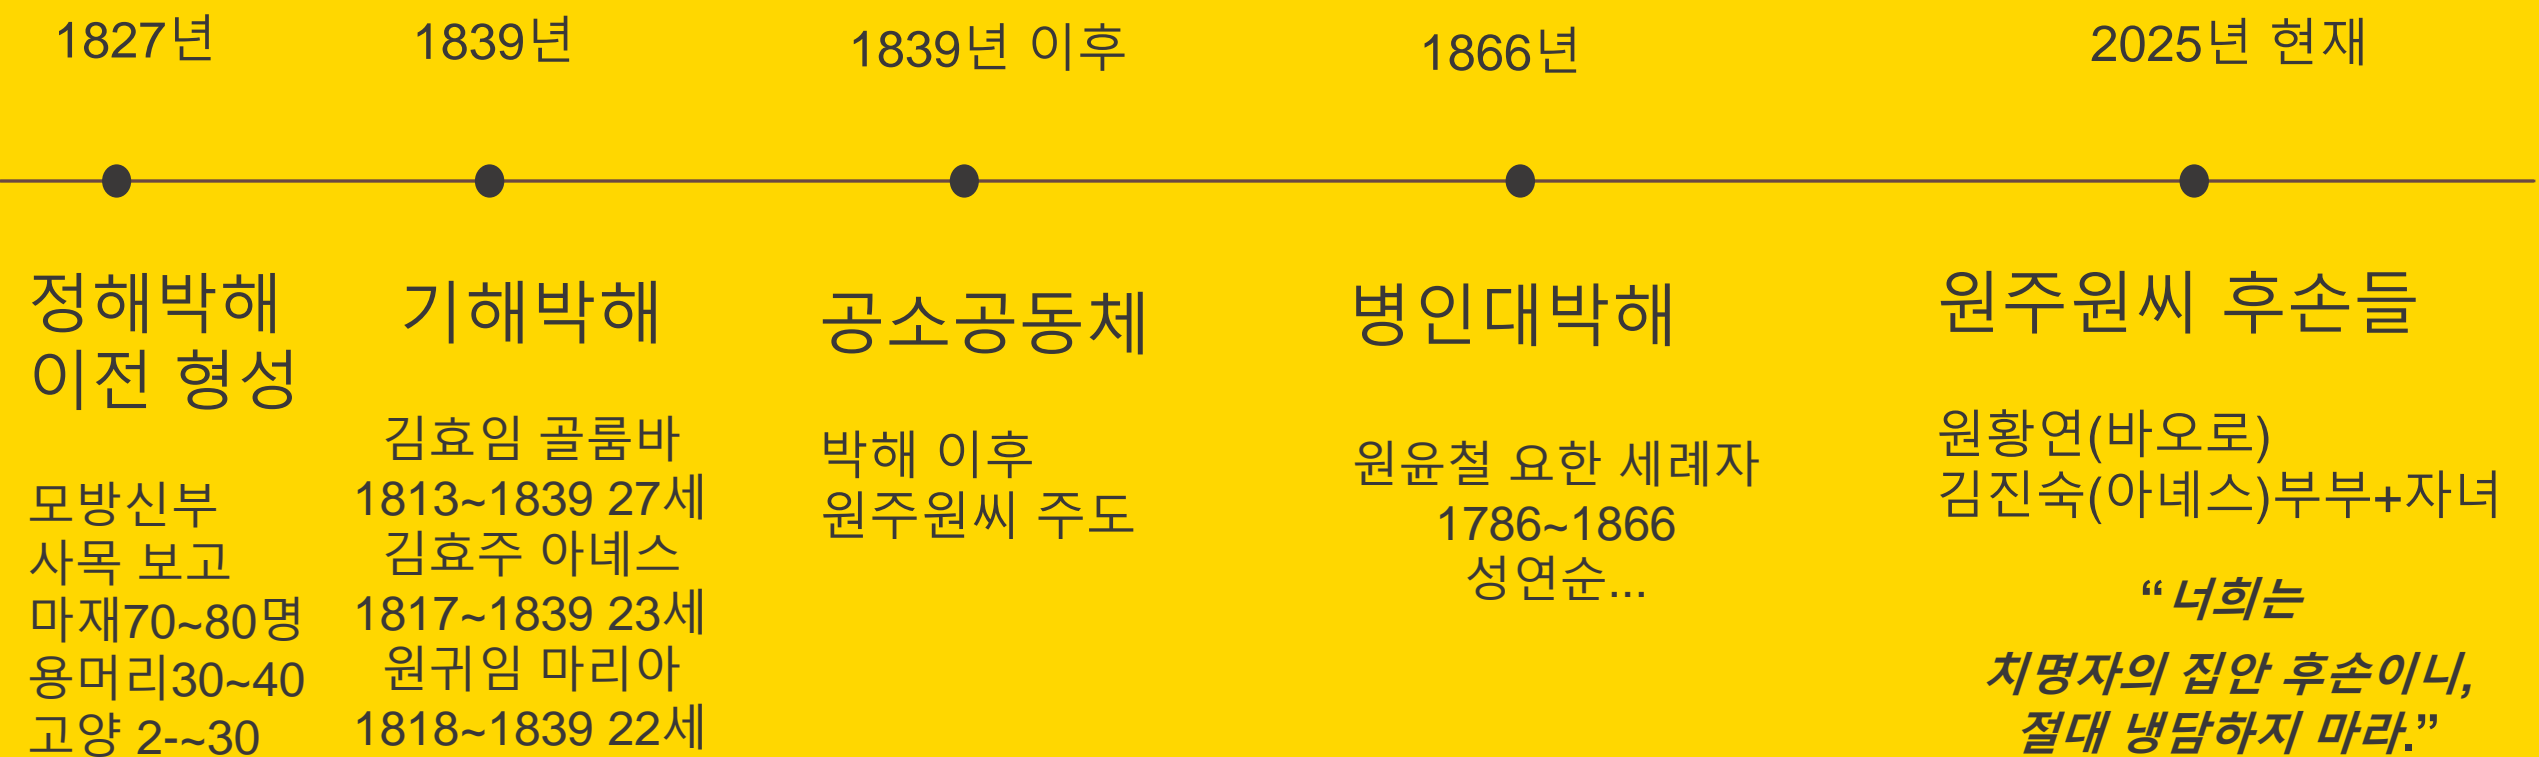 1827년
1839년
1839년 이후
1866년
2025년 현재
정해박해
이전 형성
모방신부
사목 보고
마재70~80명
용머리30~40
고양 2-~30
기해박해
김효임 골룸바
1813~1839 27세
김효주 아녜스
1817~1839 23세
원귀임 마리아
1818~1839 22세
공소공동체
박해 이후
원주원씨 주도
병인대박해
원윤철 요한 세례자
1786~1866
성연순...
원주원씨 후손들
원황연(바오로)
김진숙(아녜스)부부+자녀
“너희는
치명자의 집안 후손이니,
절대 냉담하지 마라.”